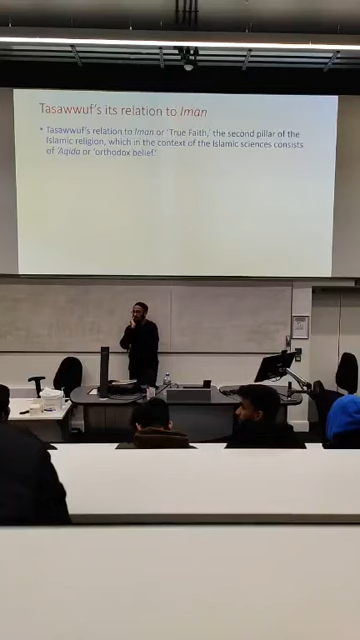 Tasawwuf's its relation to Iman
• Tasawwuf's relation to Iman or 'True Faith,' the second pillar of the
Islamic religion, which in the context of the Islamic sciences consists
of 'Aqida or 'orthodox belief.'